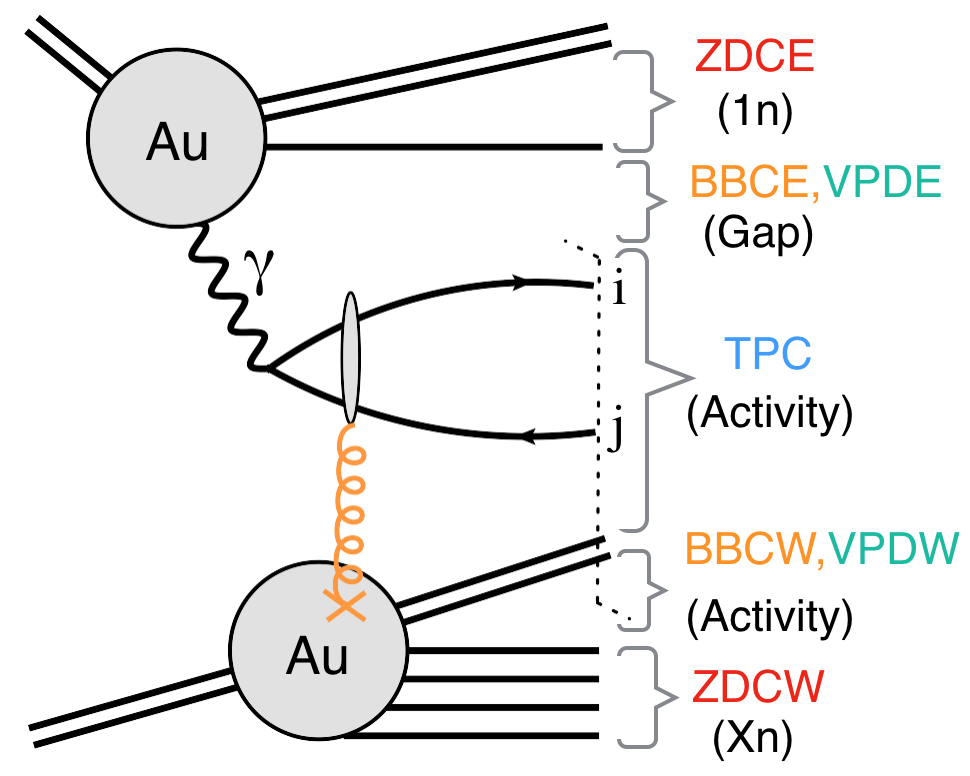 Au
ZDCE
(1n)
BBCE,VPDE
(Gap)
γ
i
TPC
(Activity)
j
BBCW,VPDW
(Activity)
Au
ZDCW
(Xn)